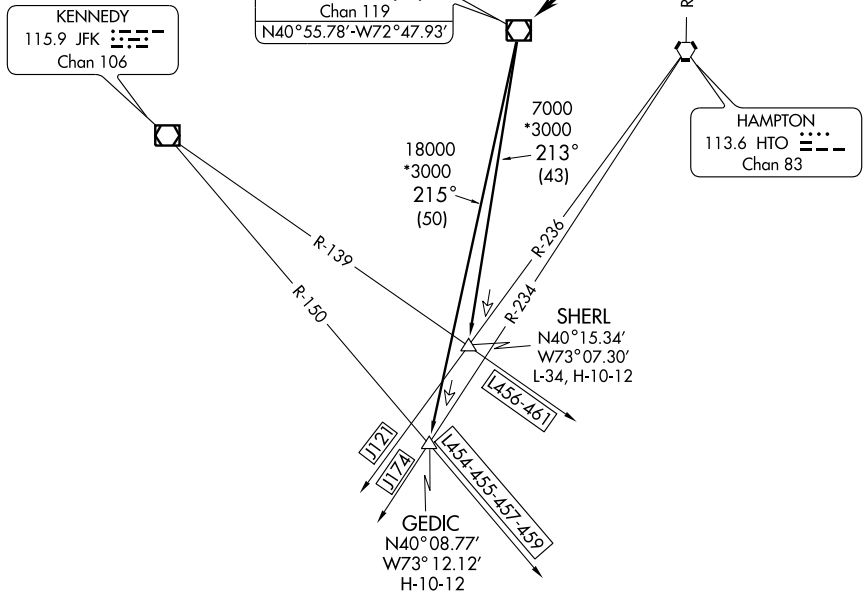 KENNEDY
115.9 JFK
Chan 106
Chan 119
N40°55.78'-W72°47.93'
R
HAMPTON
113.6 HTO
Chan 83
7000
*3000
213°
(43)
18000
*3000
215°
(50)
R-139
R-150
R-236
R-234
SHERL
N40°15.34'
W73°07.30'
L-34, H-10-12
L456-461
J121
J174
L454-455-457-459
GEDIC
N40°08.77'
W73°12.12'
H-10-12